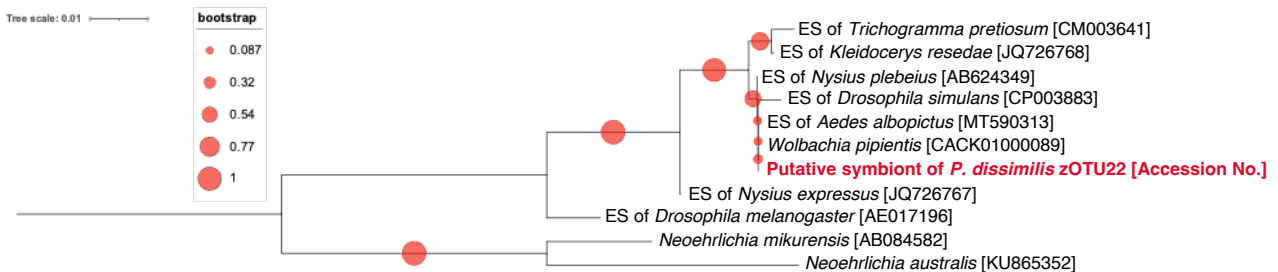 Tree scale: 0.01
bootstrap
0.087
0.32
0.54
0.77
1
ES of Trichogramma pretiosum [CM003641]
ES of Kleidocerys resedae [JQ726768]
ES of Nysius plebeius [AB624349]
ES of Drosophila simulans [CP003883]
ES of Aedes albopictus [MT590313]
Wolbachia pipientis [CACK01000089]
Putative symbiont of P. dissimilis zOTU22 [Accession No.]
ES of Nysius expressus [JQ726767]
ES of Drosophila melanogaster [AE017196]
Neoehrlichia mikurensis [AB084582]
Neoehrlichia australis [KU865352]